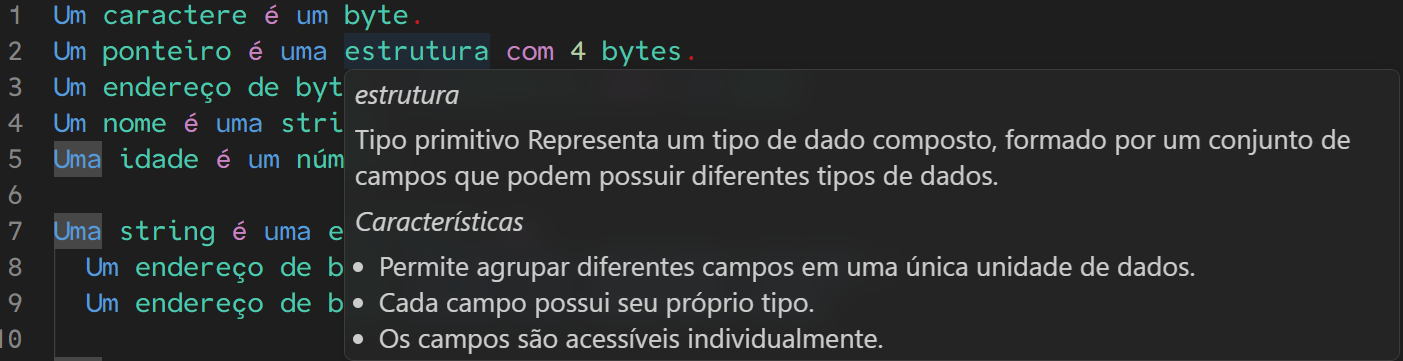 1 Um caractere é um byte.
2 Um ponteiro é uma estrutura com 4 bytes.
3 Um endereço de byt
4 Um nome é uma stri
5 Uma idade é um núm
6
7 Uma string é uma e
8 Um endereço de b
9 Um endereço de b
10
estrutura
Tipo primitivo Representa um tipo de dado composto, formado por um conjunto de
campos que podem possuir diferentes tipos de dados.
Características
• Permite agrupar diferentes campos em uma única unidade de dados.
• Cada campo possui seu próprio tipo.
• Os campos são acessíveis individualmente.